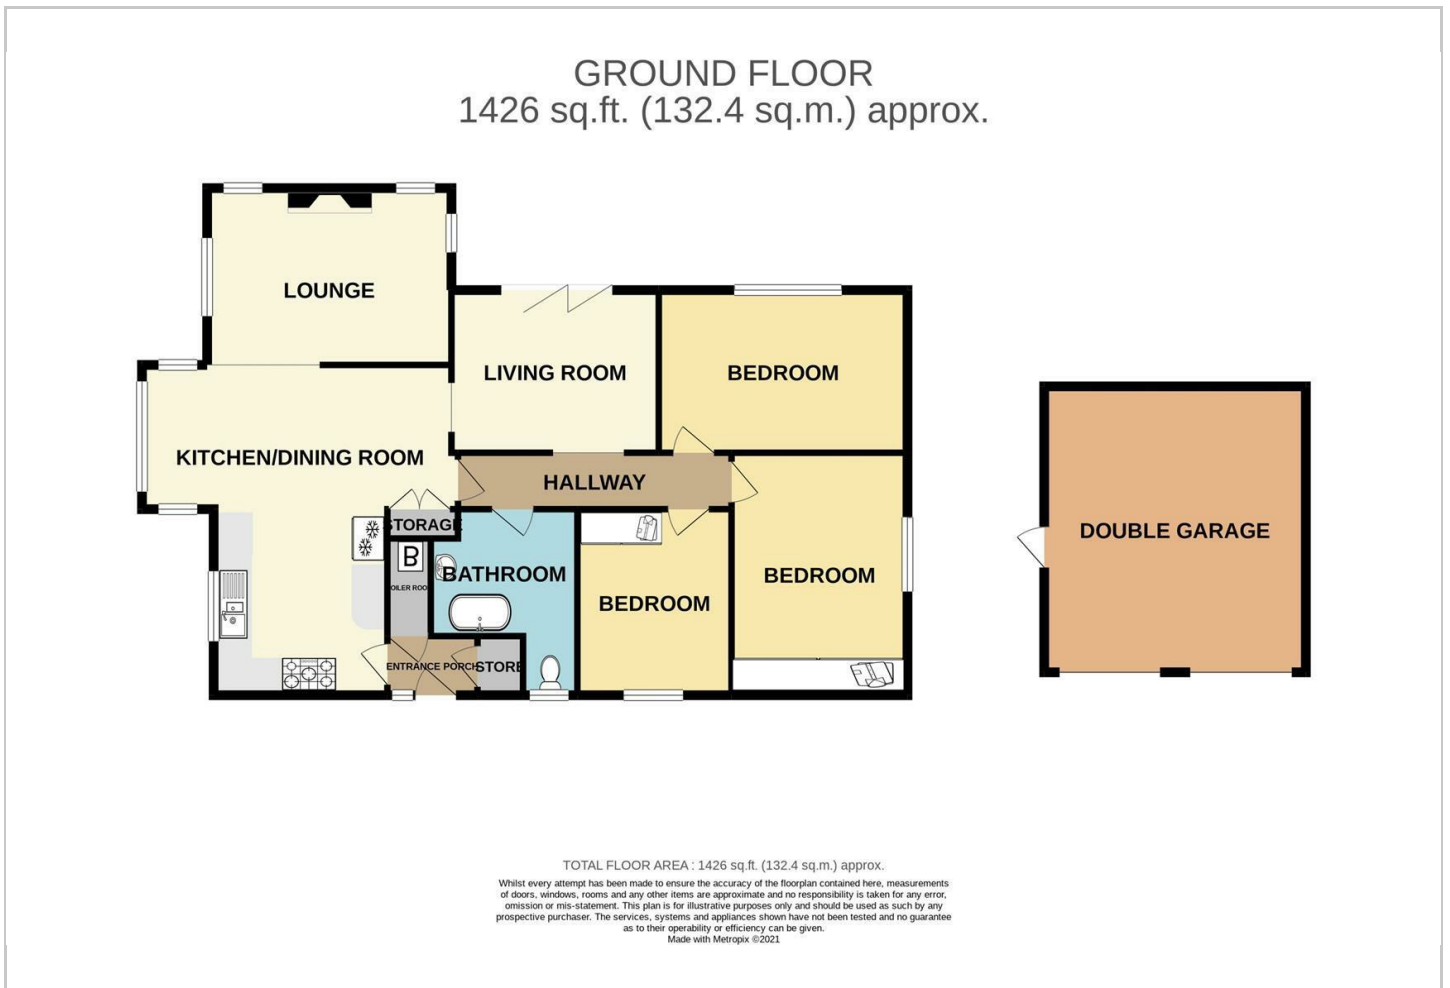 GROUND FLOOR
1426 sq.ft. (132.4 sq.m.) approx.
LOUNGE
LIVING ROOM
BEDROOM
KITCHEN/DINING ROOM
HALLWAY
STORAGE
B
OILER ROO
BATHROOM
BEDROOM
BEDROOM
ENTRANCE PORCH
STORE
DOUBLE GARAGE
TOTAL FLOOR AREA : 1426 sq.ft. (132.4 sq.m.) approx.
Whilst every attempt has been made to ensure the accuracy of the floorplan contained here, measurements
of doors, windows, rooms and any other items are approximate and no responsibility is taken for any error,
omission or mis-statement. This plan is for illustrative purposes only and should be used as such by any
prospective purchaser. The services, systems and appliances shown have not been tested and no guarantee
as to their operability or efficiency can be given.
Made with Metropix ©2021